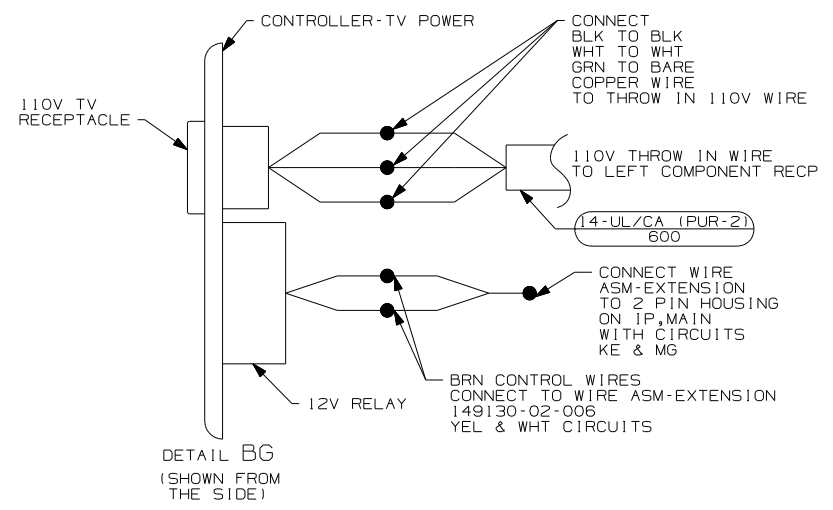 CONTROLLER-TV POWER
CONNECT
BLK TO BLK
WHT TO WHT
GRN TO BARE
COPPER WIRE
TO THROW IN 110V WIRE
110V TV
RECEPTACLE
110V THROW IN WIRE
TO LEFT COMPONENT RECP
14-UL/CA (PUR-2)
600
CONNECT WIRE
ASM-EXTENSION
TO 2 PIN HOUSING
ON IP,MAIN
WITH CIRCUITS
KE & MG
BRN CONTROL WIRES
CONNECT TO WIRE ASM-EXTENSION
149130-02-006
YEL & WHT CIRCUITS
12V RELAY
DETAIL BG
(SHOWN FROM
THE SIDE)